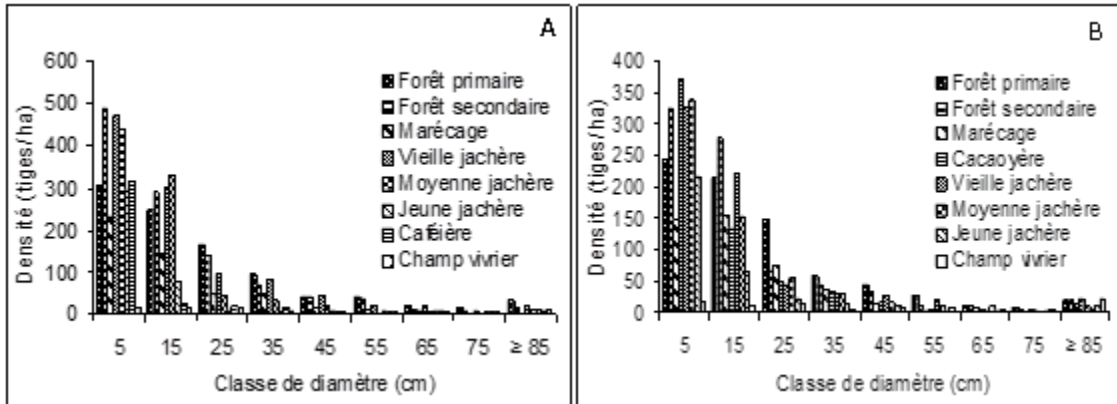 A
Densité (tiges/ha)
600
500
400
300
200
100
0
Forêt primaire
Forêt secondaire
Marécage
Vieille jachère
Moyenne jachère
Jeune jachère
Caféière
Champ vivrier
5 15 25 35 45 55 65 75 ≥ 85
Classe de diamètre (cm)
B
Densité (tiges/ha)
400
350
300
250
200
150
100
50
0
Forêt primaire
Forêt secondaire
Marécage
Cacaoyère
Vieille jachère
Moyenne jachère
Jeune jachère
Champ vivrier
5 15 25 35 45 55 65 75 ≥ 85
Classe de diamètre (cm)